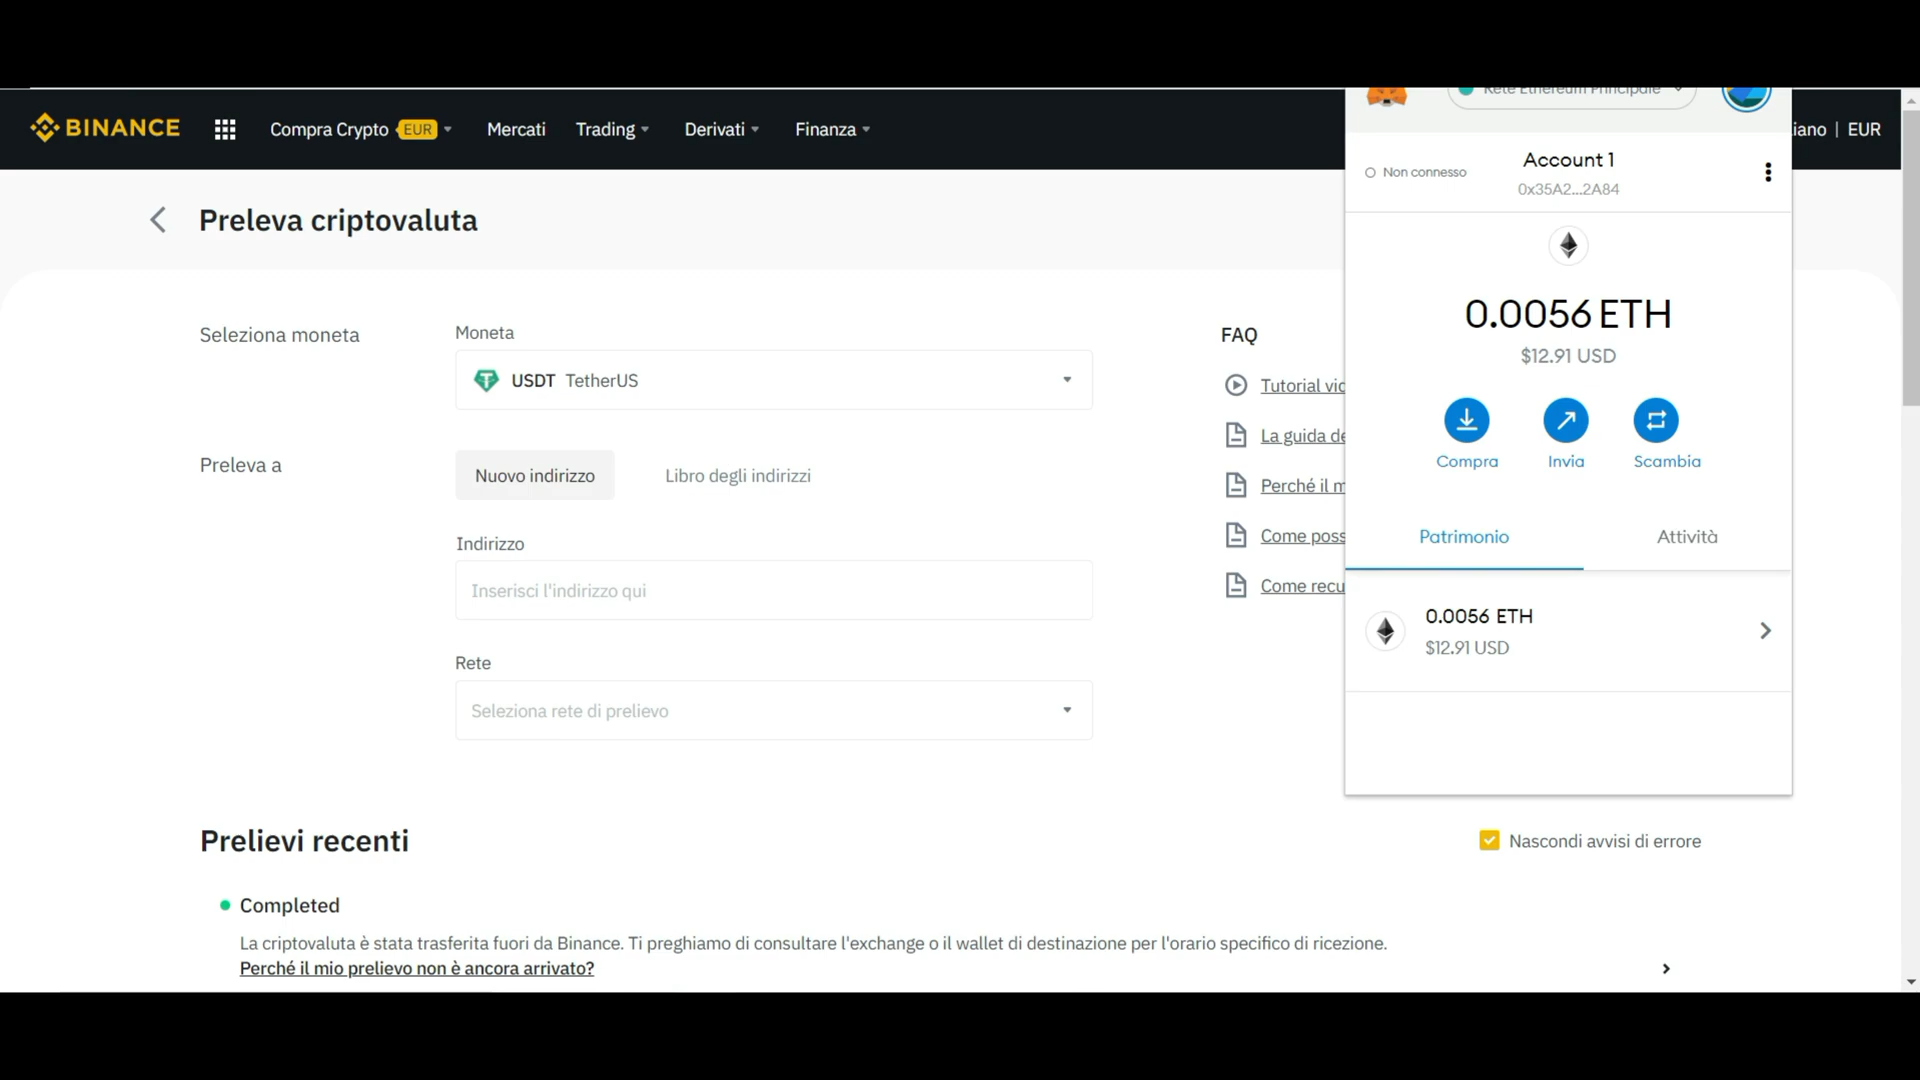 BINANCE
Compra Crypto EUR
Mercati
Trading
Derivati
Finanza
iano | EUR
Preleva criptovaluta
Seleziona moneta
Moneta
USDT TetherUS
Preleva a
Nuovo indirizzo
Libro degli indirizzi
Indirizzo
Inserisci l'indirizzo qui
Rete
Seleziona rete di prelievo
FAQ
Tutorial vic
La guida de
Perché il m
Come poss
Come recu
Rete Ethereum Principale
Non connesso
Account 1
0x35A2...2A84
0.0056 ETH
$12.91 USD
Compra
Invia
Scambia
Patrimonio
Attività
0.0056 ETH
$12.91 USD
Prelievi recenti
Nascondi avvisi di errore
Completed
La criptovaluta è stata trasferita fuori da Binance. Ti preghiamo di consultare l'exchange o il wallet di destinazione per l'orario specifico di ricezione.
Perché il mio prelievo non è ancora arrivato?